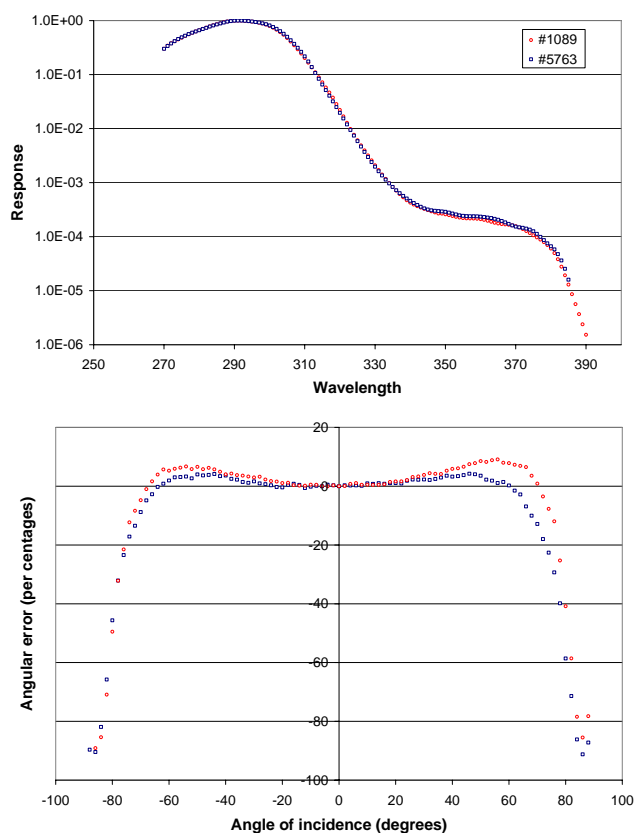 1.0E+00
1.0E-01
1.0E-02
1.0E-03
1.0E-04
1.0E-05
1.0E-06
Response
#1089
#5763
250 270 290 310 330 350 370 390
Wavelength
20
0
-20
-40
-60
-80
-100
Angular error (per centages)
-100 -80 -60 -40 -20 0 20 40 60 80 100
Angle of incidence (degrees)